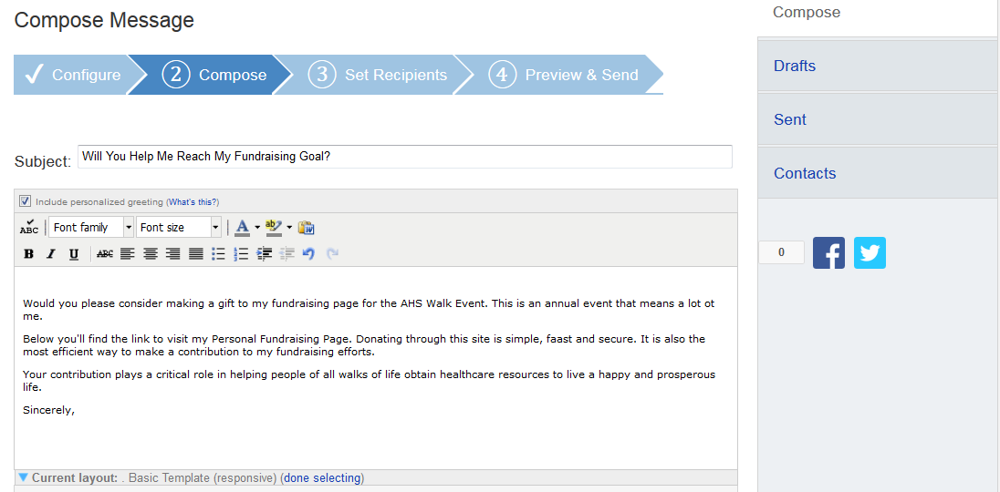 Compose Message
Configure
2 Compose
3 Set Recipients
4 Preview & Send
Subject: Will You Help Me Reach My Fundraising Goal?
Include personalized greeting (What's this?)
ABC Font family Font size A ab W
B I U ABC
Would you please consider making a gift to my fundraising page for the AHS Walk Event. This is an annual event that means a lot ot
me.
Below you'll find the link to visit my Personal Fundraising Page. Donating through this site is simple, faast and secure. It is also the
most efficient way to make a contribution to my fundraising efforts.
Your contribution plays a critical role in helping people of all walks of life obtain healthcare resources to live a happy and prosperous
life.
Sincerely,
Current layout: . Basic Template (responsive) (done selecting)
Compose
Drafts
Sent
Contacts
0